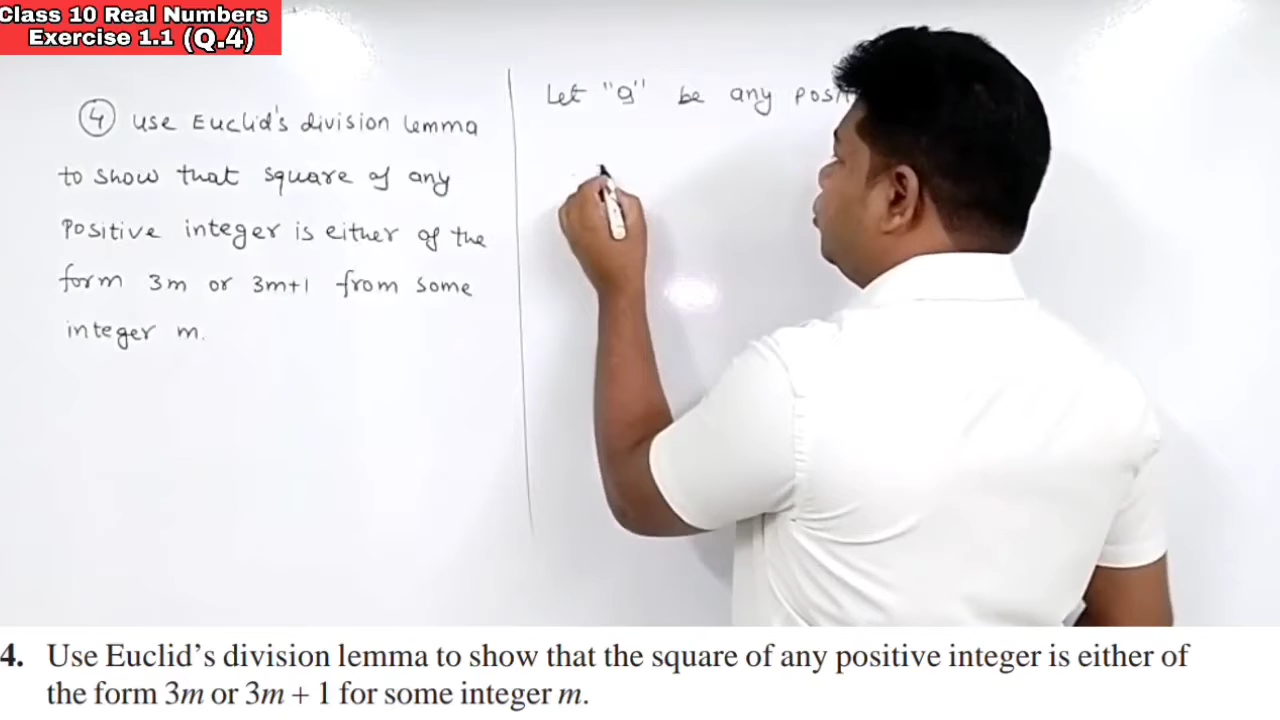 Class 10 Real Numbers
Exercise 1.1 (Q.4)
4 use Euclid's division lemma
to show that square of any
positive integer is either of the
form 3m or 3m+1 from some
integer m.
Let "a" be any
4. Use Euclid's division lemma to show that the square of any positive integer is either of
the form 3m or 3m + 1 for some integer m.